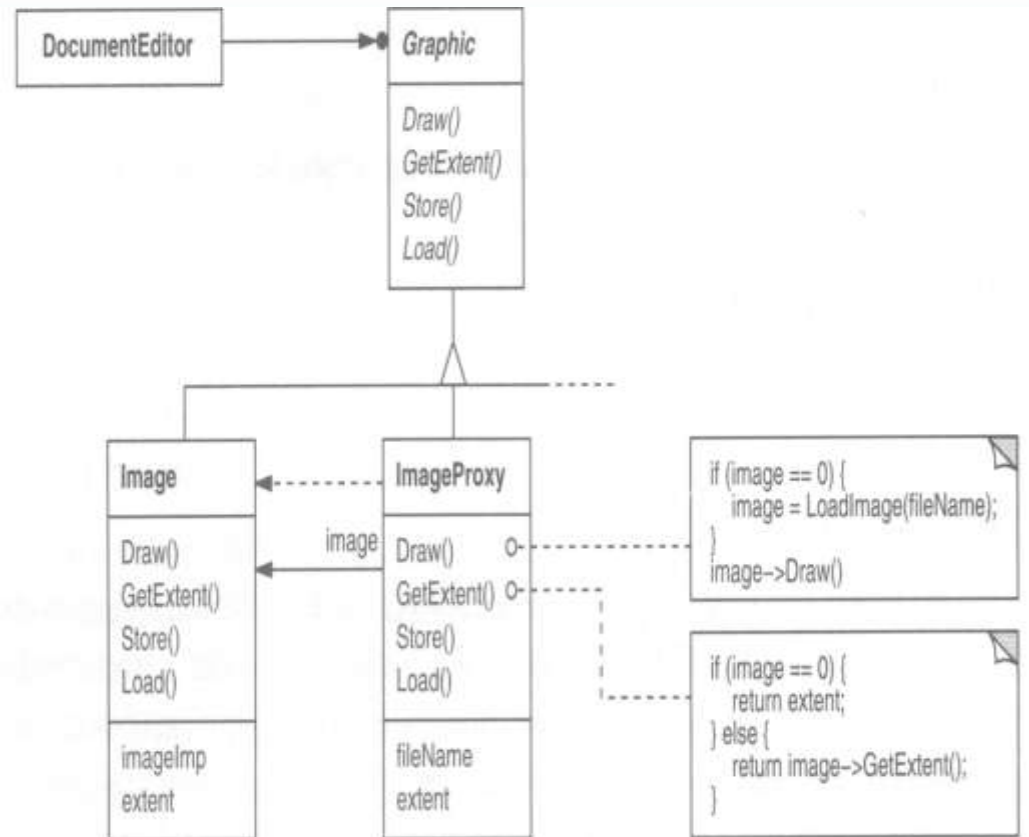 DocumentEditor
Graphic
Draw()
GetExtent()
Store()
Load()
Image
Draw()
GetExtent()
Store()
Load()
imageImp
extent
image
ImageProxy
Draw()
GetExtent()
Store()
Load()
fileName
extent
if (image == 0) {
image = LoadImage(fileName);
}
image->Draw()
if (image == 0) {
return extent;
} else {
return image->GetExtent();
}